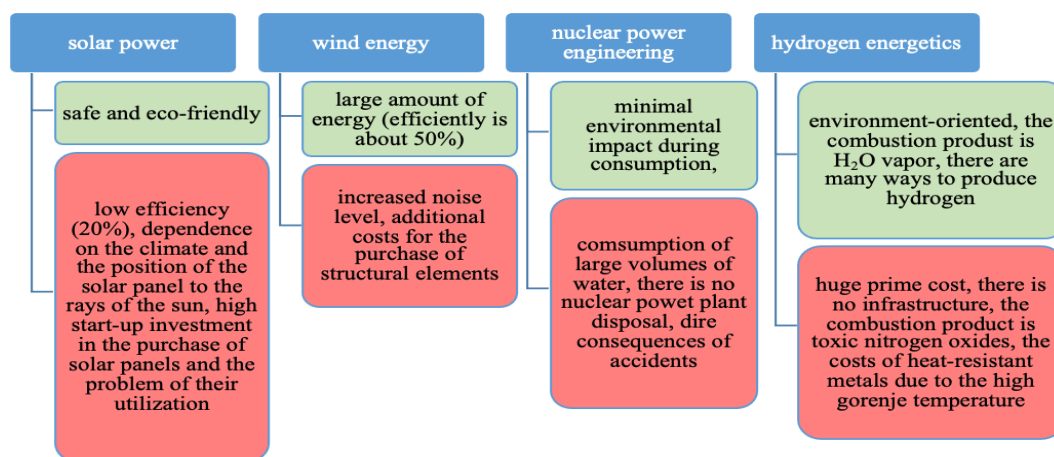 solar power
safe and eco-friendly
low efficiency
(20%), dependence
on the climate and
the position of the
solar panel to the
rays of the sun, high
start-up investment
in the purchase of
solar panels and the
problem of their
utilization
wind energy
large amount of
energy (efficiently is
about 50%)
increased noise
level, additional
costs for the
purchase of
structural elements
nuclear power
engineering
minimal
environmental
impact during
consumption,
comsumption of
large volumes of
water, there is no
nuclear powet plant
disposal, dire
consequences of
accidents
hydrogen energetics
environment-oriented, the
combustion produst is
H₂O vapor, there are
many ways to produce
hydrogen
huge prime cost, there is
no infrastructure, the
combustion product is
toxic nitrogen oxides, the
costs of heat-resistant
metals due to the high
gorenje temperature